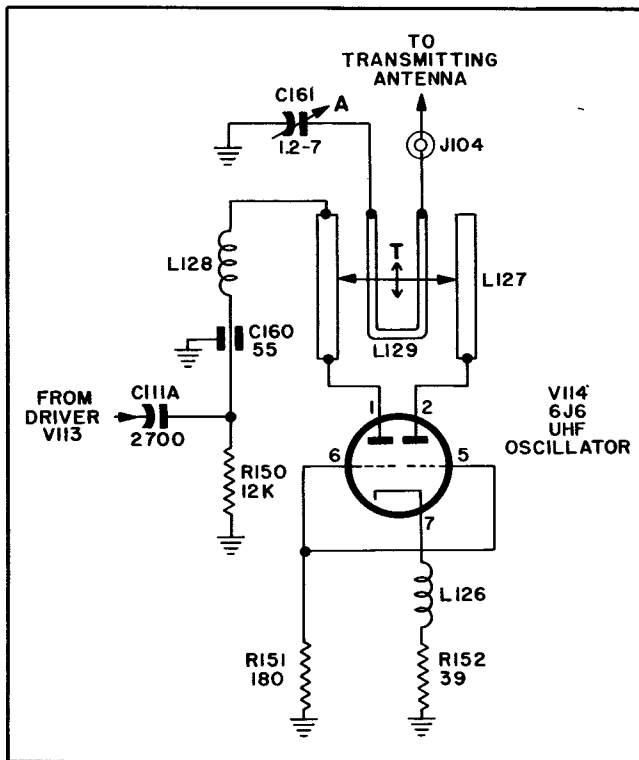 TO
TRANSMITTING
ANTENNA
C161
A
1.2-7
J104
L128
T
L127
C160
55
L129
FROM
DRIVER
V113
C111A
2700
1
2
V114
6J6
UHF
OSCILLATOR
6
5
R150
12K
7
L126
R151
180
R152
39